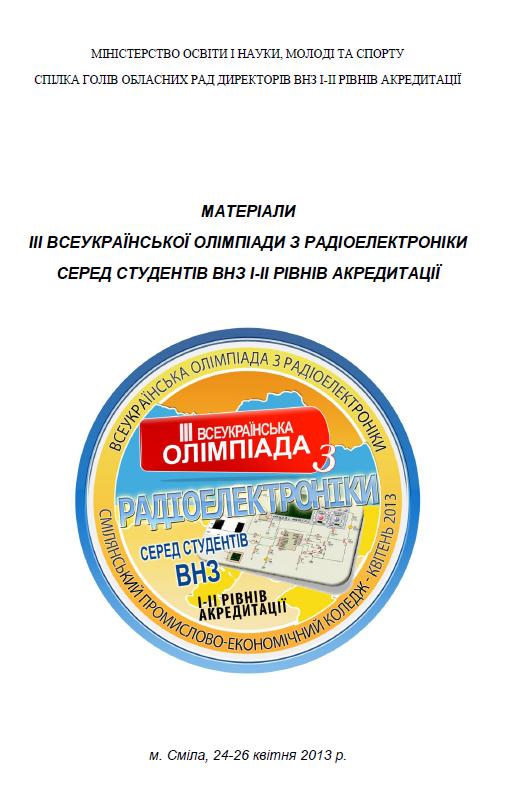 МІНІСТЕРСТВО ОСВІТИ І НАУКИ, МОЛОДІ ТА СПОРТУ
СПІЛКА ГОЛІВ ОБЛАСНИХ РАД ДИРЕКТОРІВ ВНЗ І-ІІ РІВНІВ АКРЕДИТАЦІЇ
МАТЕРІАЛИ
ІІІ ВСЕУКРАЇНСЬКОЇ ОЛІМПІАДИ З РАДІОЕЛЕКТРОНІКИ
СЕРЕД СТУДЕНТІВ ВНЗ І-ІІ РІВНІВ АКРЕДИТАЦІЇ
ВСЕУКРАЇНСЬКА ОЛІМПІАДА З РАДІОЕЛЕКТРОНІКИ
ІІІ ВСЕУКРАЇНСЬКА
ОЛІМПІАДА З
РАДІОЕЛЕКТРОНІКИ
СЕРЕД СТУДЕНТІВ
ВНЗ
І-ІІ РІВНІВ
АКРЕДИТАЦІЇ
СМІЛЯНСЬКИЙ ПРОМИСЛОВО-ЕКОНОМІЧНИЙ КОЛЕДЖ - КВІТЕНЬ 2013
м. Сміла, 24-26 квітня 2013 р.